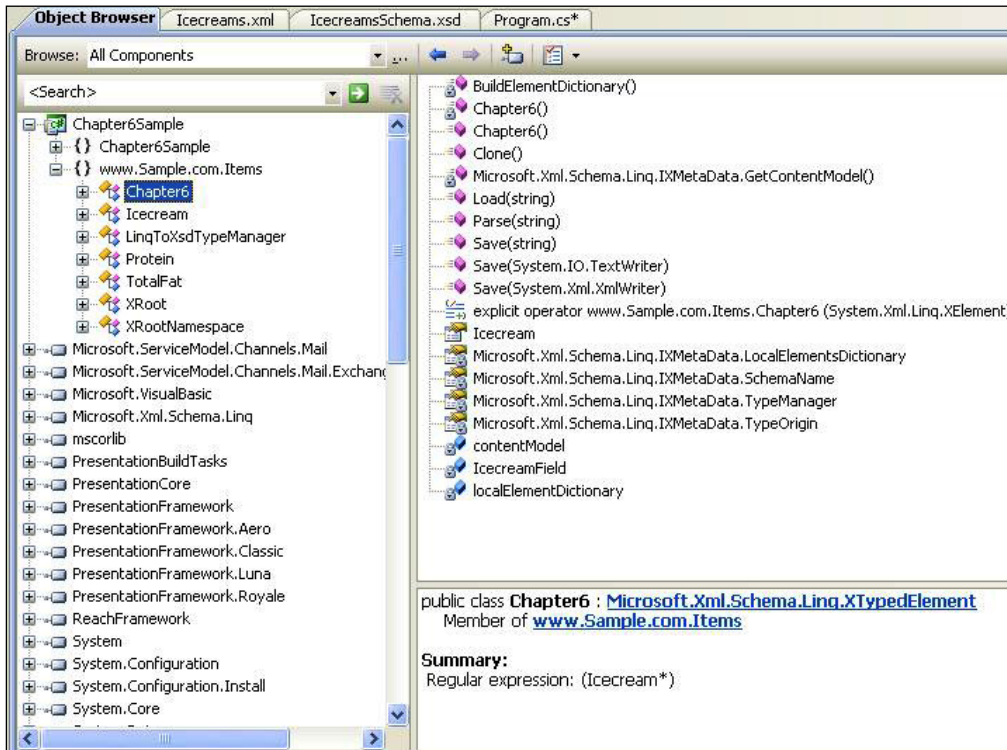 Object Browser Icecreams.xml IcecreamsSchema.xsd Program.cs*
Browse: All Components
<Search>
Chapter6Sample
{} Chapter6Sample
{} www.Sample.com.Items
Chapter6
Icecream
LinqToXsdTypeManager
Protein
TotalFat
XRoot
XRootNamespace
Microsoft.ServiceModel.Channels.Mail
Microsoft.ServiceModel.Channels.Mail.Exchang
Microsoft.VisualBasic
Microsoft.Xml.Schema.Linq
mscorlib
PresentationBuildTasks
PresentationCore
PresentationFramework
PresentationFramework.Aero
PresentationFramework.Classic
PresentationFramework.Luna
PresentationFramework.Royale
ReachFramework
System
System.Configuration
System.Configuration.Install
System.Core
BuildElementDictionary()
Chapter6()
Chapter6()
Clone()
Microsoft.Xml.Schema.Linq.IXMetaData.GetContentModel()
Load(string)
Parse(string)
Save(string)
Save(System.IO.TextWriter)
Save(System.Xml.XmlWriter)
explicit operator www.Sample.com.Items.Chapter6 (System.Xml.Linq.XElement)
Icecream
Microsoft.Xml.Schema.Linq.IXMetaData.LocalElementsDictionary
Microsoft.Xml.Schema.Linq.IXMetaData.SchemaName
Microsoft.Xml.Schema.Linq.IXMetaData.TypeManager
Microsoft.Xml.Schema.Linq.IXMetaData.TypeOrigin
contentModel
IcecreamField
localElementDictionary
public class Chapter6 : Microsoft.Xml.Schema.Linq.XTypedElement
Member of www.Sample.com.Items
Summary:
Regular expression: (Icecream*)